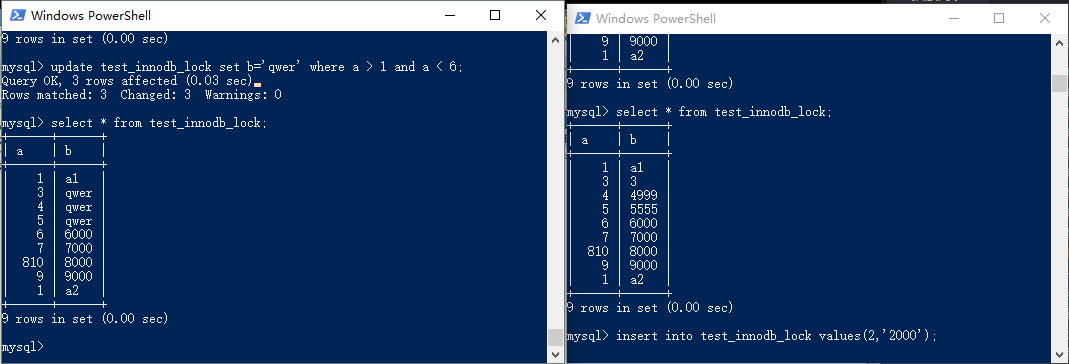 Windows PowerShell
9 rows in set (0.00 sec)
mysql> update test_innodb_lock set b='qwer' where a > 1 and a < 6;
Query OK, 3 rows affected (0.03 sec)
Rows matched: 3  Changed: 3  Warnings: 0
mysql> select * from test_innodb_lock;
+------+------+
| a    | b    |
+------+------+
|    1 | a1   |
|    3 | qwer |
|    4 | qwer |
|    5 | qwer |
|    6 | 6000 |
|    7 | 7000 |
|  810 | 8000 |
|    9 | 9000 |
|    1 | a2   |
+------+------+
9 rows in set (0.00 sec)
mysql>
Windows PowerShell
|    9 | 9000 |
|    1 | a2   |
+------+------+
9 rows in set (0.00 sec)
mysql> select * from test_innodb_lock;
+------+------+
| a    | b    |
+------+------+
|    1 | a1   |
|    3 | 3    |
|    4 | 4999 |
|    5 | 5555 |
|    6 | 6000 |
|    7 | 7000 |
|  810 | 8000 |
|    9 | 9000 |
|    1 | a2   |
+------+------+
9 rows in set (0.00 sec)
mysql> insert into test_innodb_lock values(2,'2000');